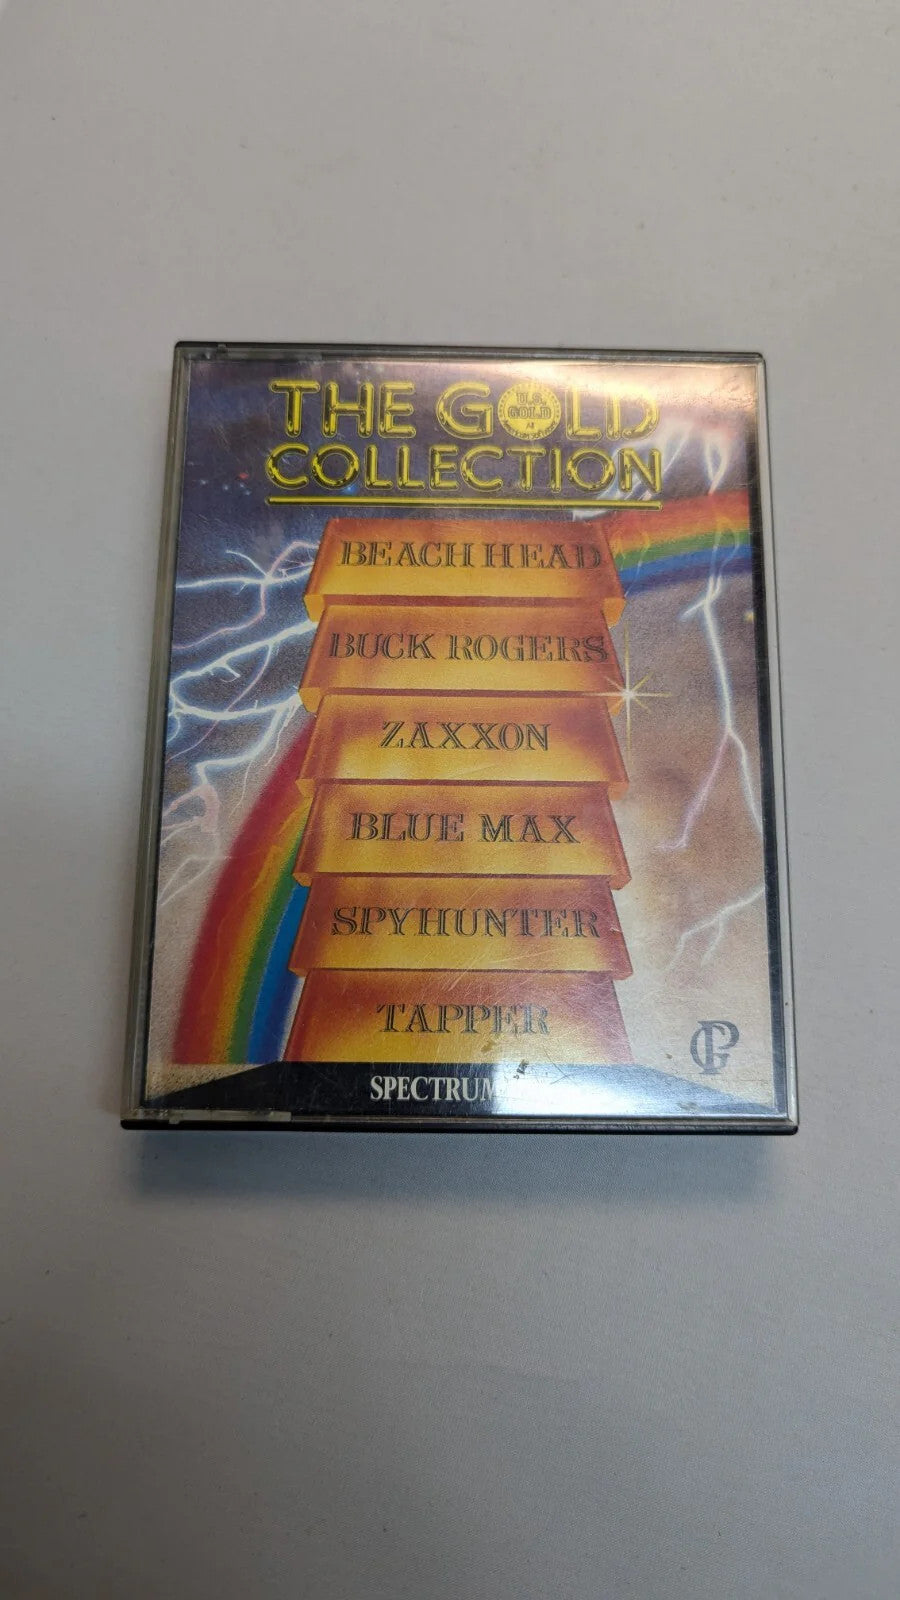 THE GOLD
U.S.
GOLD
COLLECTION
BEACH HEAD
BUCK ROGERS
ZAXXON
BLUE MAX
SPYHUNTER
TAPPER
SPECTRUM